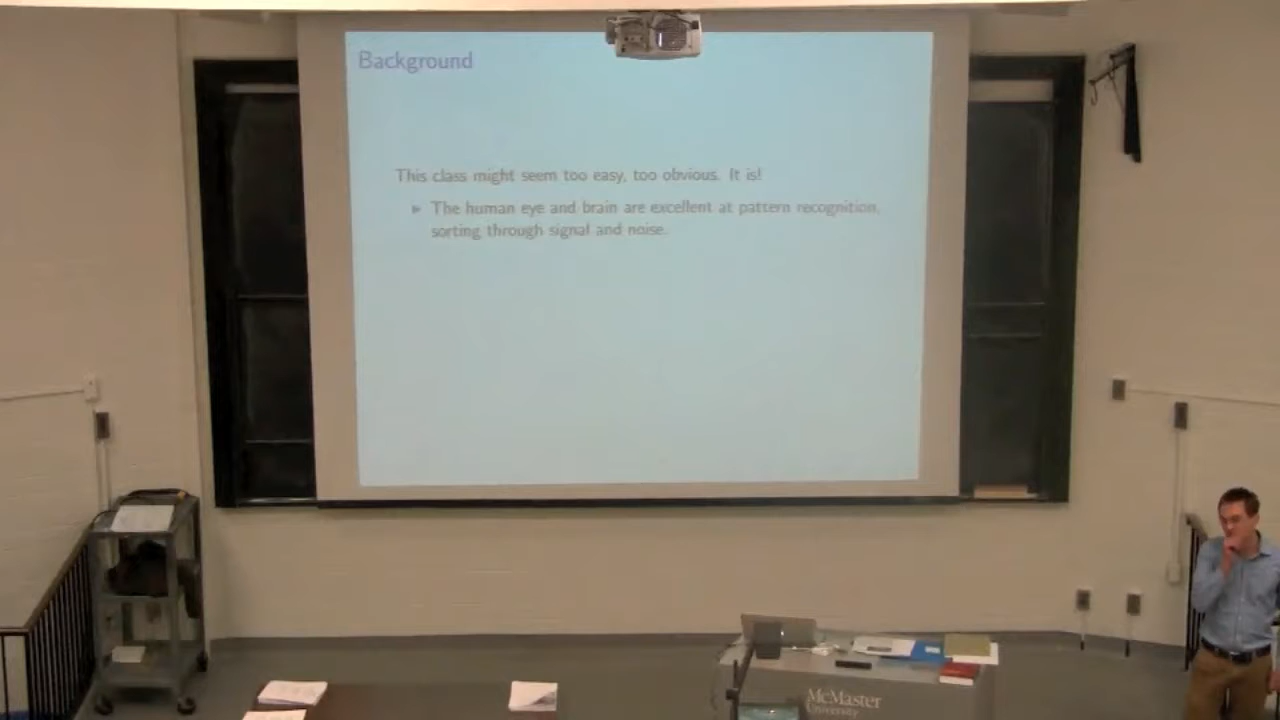 Background
This class might seem too easy, too obvious. It is!
The human eye and brain are excellent at pattern recognition,
sorting through signal and noise.
McMaster
University